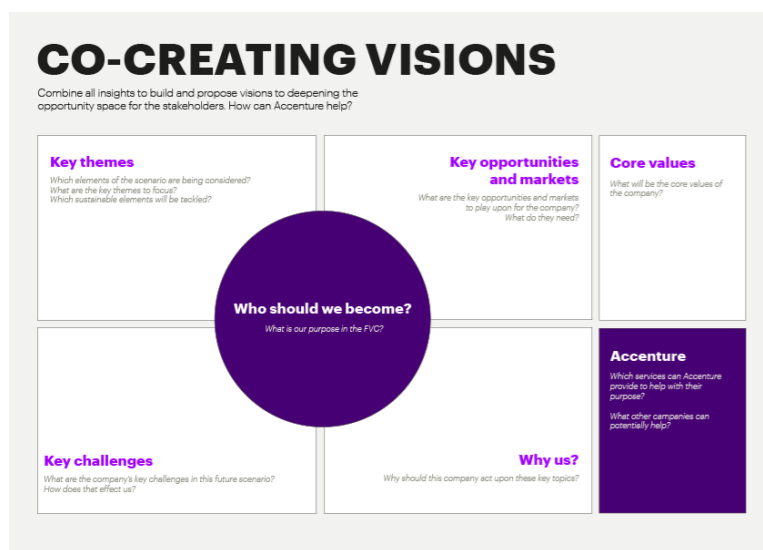 CO-CREATING VISIONS
Combine all insights to build and propose visions to deepening the
opportunity space for the stakeholders. How can Accenture help?
Key themes
Which elements of the scenario are being considered?
What are the key themes to focus?
Which sustainable elements will be tackled?
Key opportunities
and markets
What are the key opportunities and markets
to play upon for the company?
What do they need?
Core values
What will be the core values of
the company?
Who should we become?
What is our purpose in the FVC?
Accenture
Which services can Accenture
provide to help with their
purpose?
What other campanies can
potentially help?
Key challenges
What are the company's key challenges in this future scenario?
How does that effect us?
Why us?
Why should this company act upon these key topics?